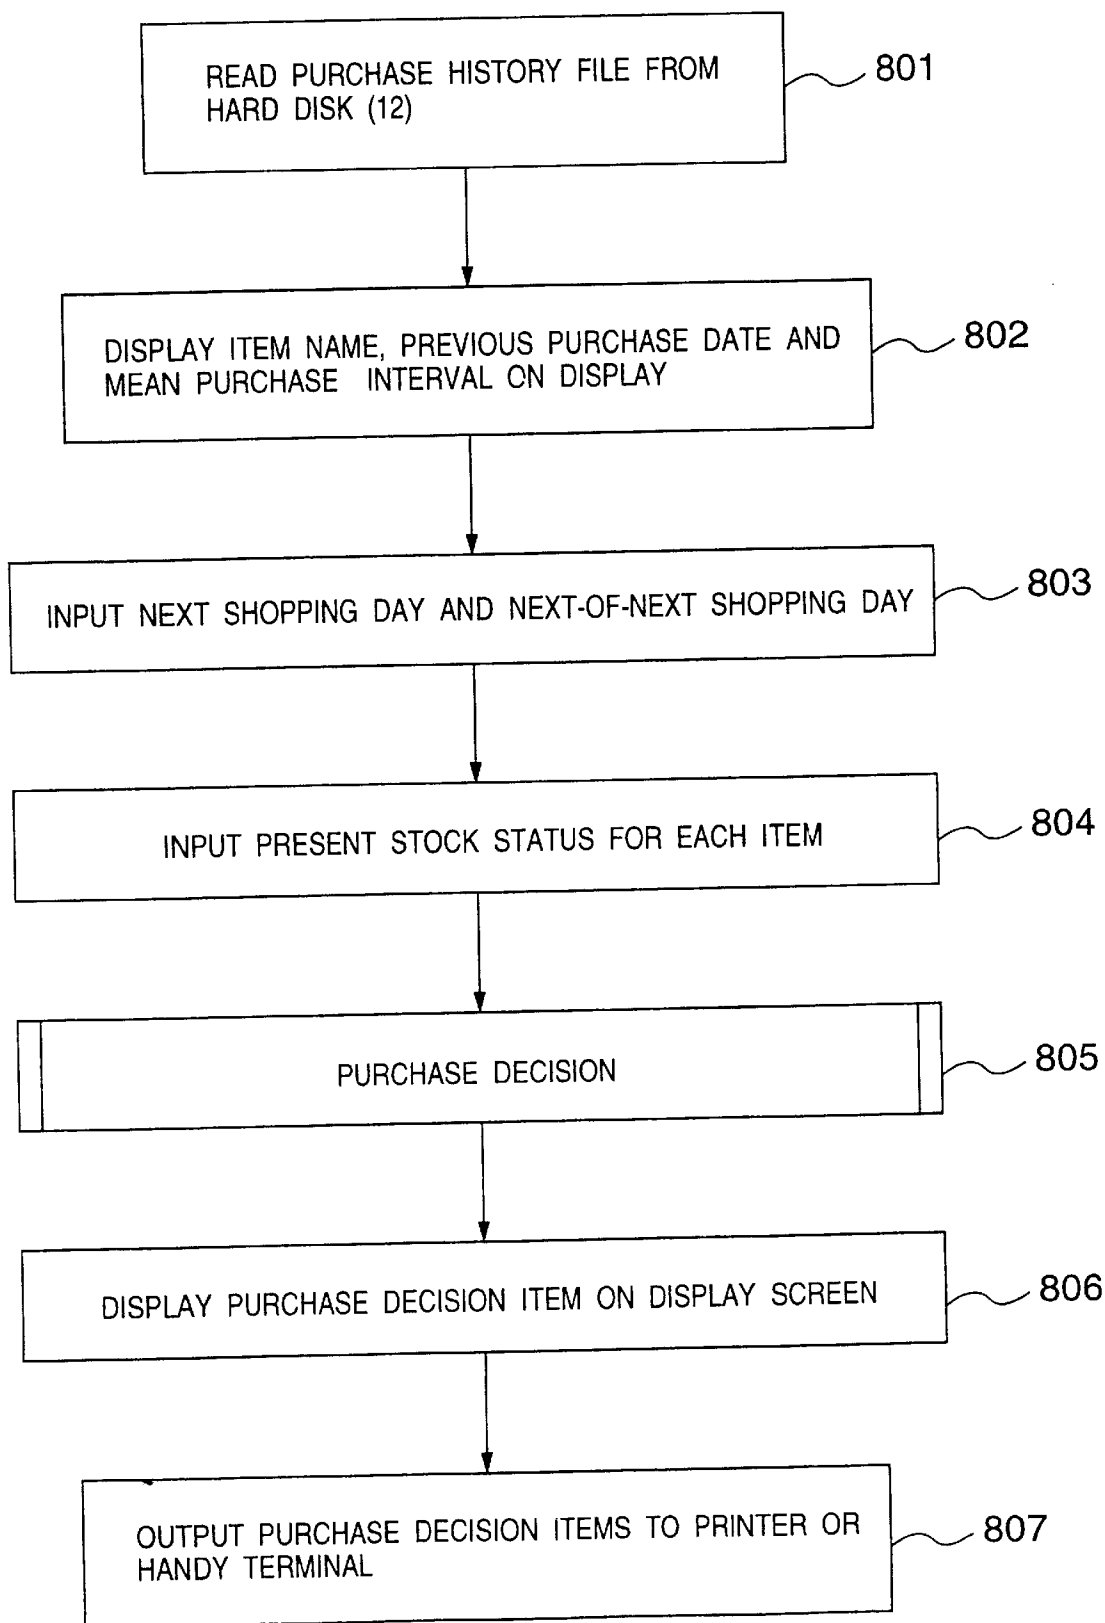 READ PURCHASE HISTORY FILE FROM
HARD DISK (12)
801
DISPLAY ITEM NAME, PREVIOUS PURCHASE DATE AND
MEAN PURCHASE INTERVAL ON DISPLAY
802
INPUT NEXT SHOPPING DAY AND NEXT-OF-NEXT SHOPPING DAY
803
INPUT PRESENT STOCK STATUS FOR EACH ITEM
804
PURCHASE DECISION
805
DISPLAY PURCHASE DECISION ITEM ON DISPLAY SCREEN
806
OUTPUT PURCHASE DECISION ITEMS TO PRINTER OR
HANDY TERMINAL
807